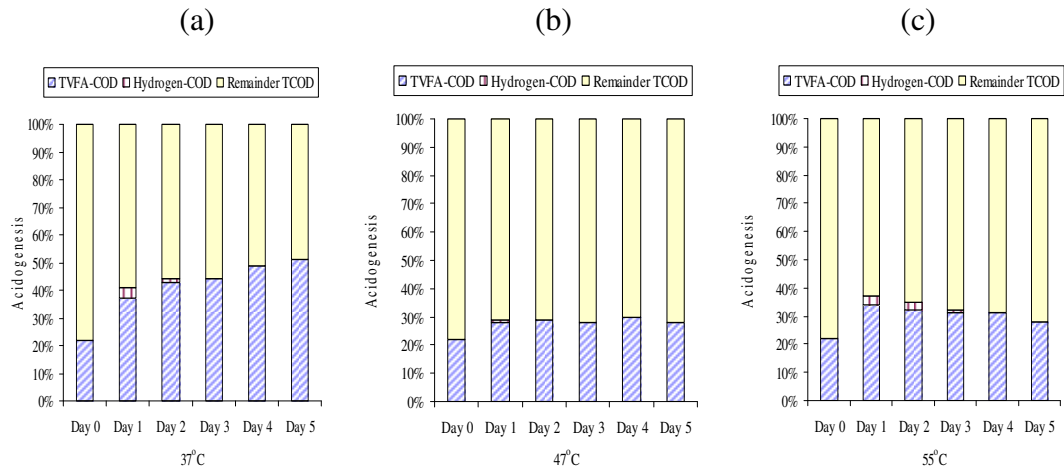 (a)
(b)
(c)
TVFA-COD Hydrogen-COD Remainder TCOD
TVFA-COD Hydrogen-COD Remainder TCOD
TVFA-COD Hydrogen-COD Remainder TCOD
Acidogenesis
100%
90%
80%
70%
60%
50%
40%
30%
20%
10%
0%
Day 0 Day 1 Day 2 Day 3 Day 4 Day 5
37°C
Acidogenesis
100%
90%
80%
70%
60%
50%
40%
30%
20%
10%
0%
Day 0 Day 1 Day 2 Day 3 Day 4 Day 5
47°C
Acidogenesis
100%
90%
80%
70%
60%
50%
40%
30%
20%
10%
0%
Day 0 Day 1 Day 2 Day 3 Day 4 Day 5
55°C